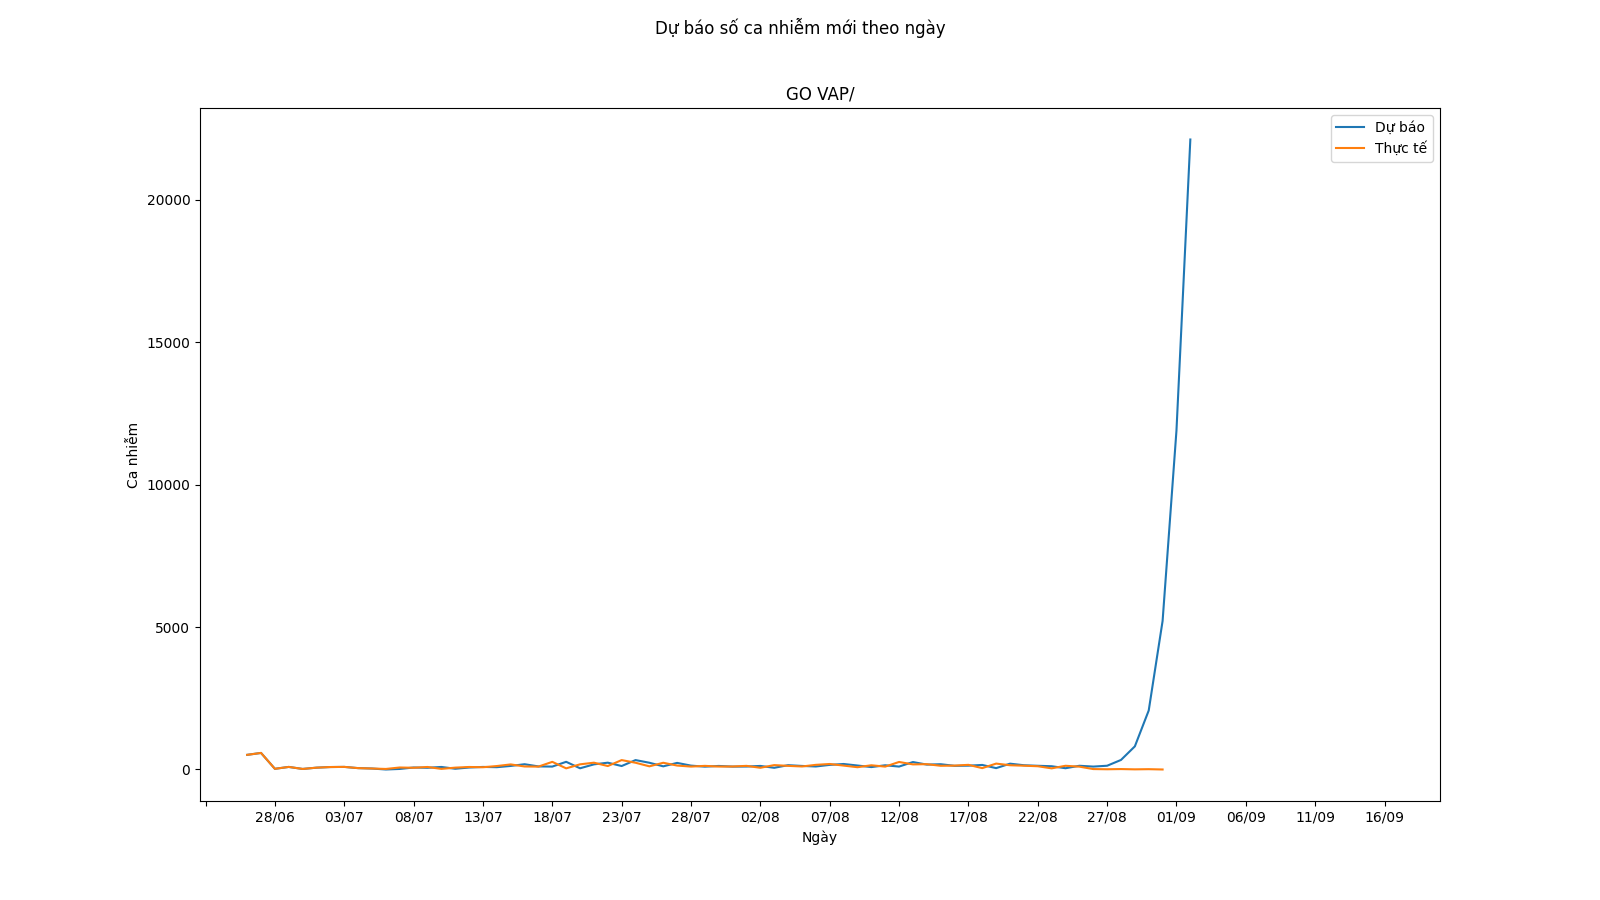 Dự báo số ca nhiễm mới theo ngày
GO VAP/
Dự báo
Thực tế
20000
15000
10000
5000
0
Ca nhiễm
28/06 03/07 08/07 13/07 18/07 23/07 28/07 02/08 07/08 12/08 17/08 22/08 27/08 01/09 06/09 11/09 16/09
Ngày